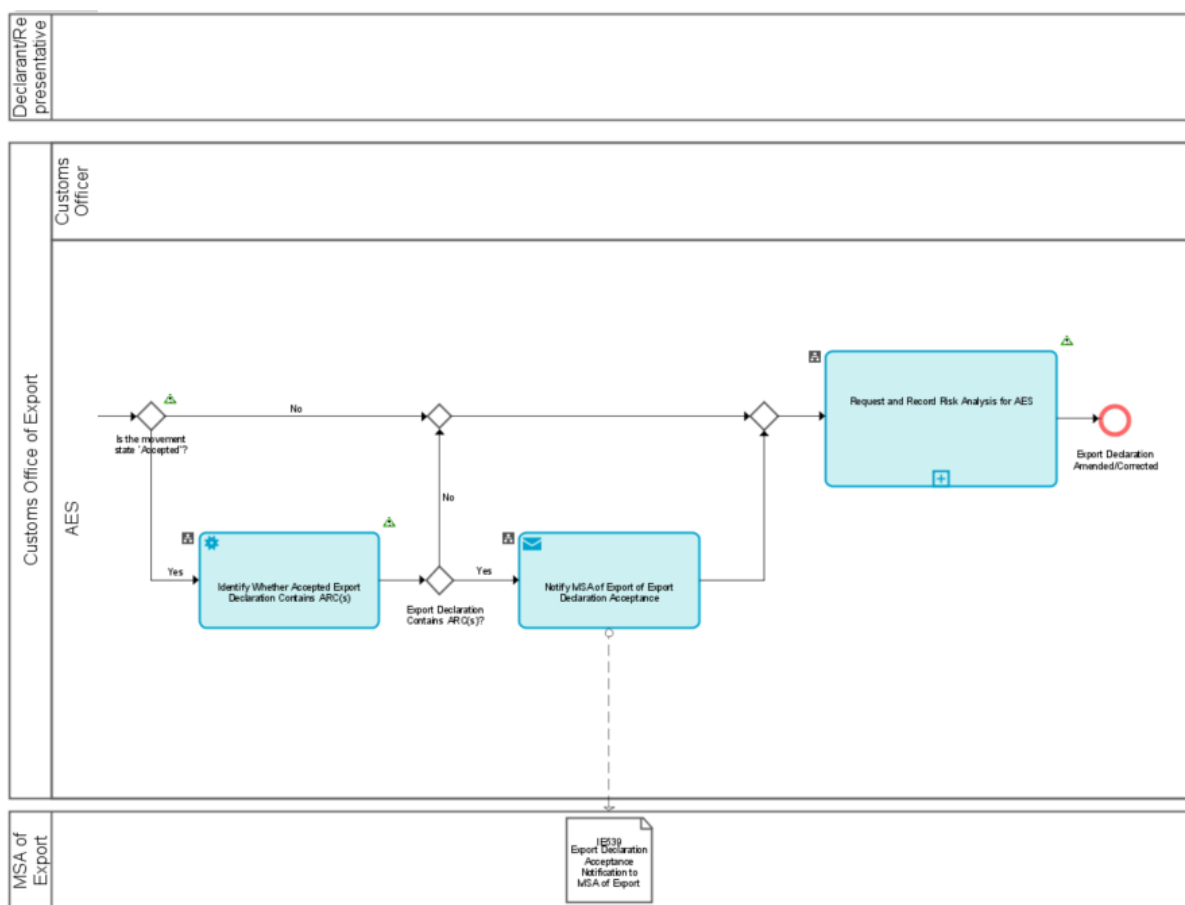 Declarant/Re
presentative
Customs Office of Export
Customs
Officer
AES
Is the movement
state 'Accepted'?
No
Yes
Identify Whether Accepted Export
Declaration Contains ARC(s)
Export Declaration
Contains ARC(s)?
No
Yes
Notify MSA of Export of Export
Declaration Acceptance
Request and Record Risk Analysis for AES
Export Declaration
Amended/Corrected
MSA of
Export
IE539
Export Declaration
Acceptance
Notification to
MSA of Export